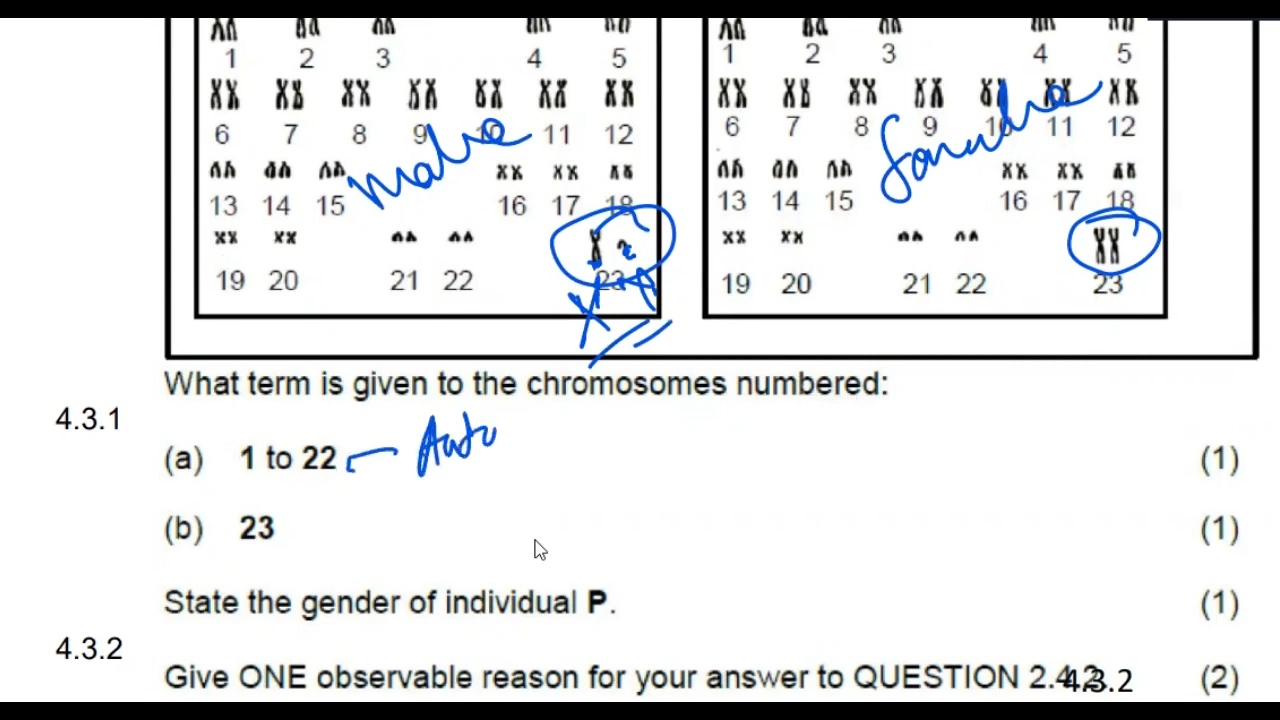 1 2 3 4 5
6 7 8 9 10 11 12
13 14 15 16 17 18
19 20 21 22 23
male
X
1 2 3 4 5
6 7 8 9 10 11 12
13 14 15 16 17 18
19 20 21 22 23
What term is given to the chromosomes numbered:
4.3.1
(a) 1 to 22 Auto (1)
(b) 23 (1)
State the gender of individual P. (1)
4.3.2
Give ONE observable reason for your answer to QUESTION 2.4.2. 4.3.2 (2)